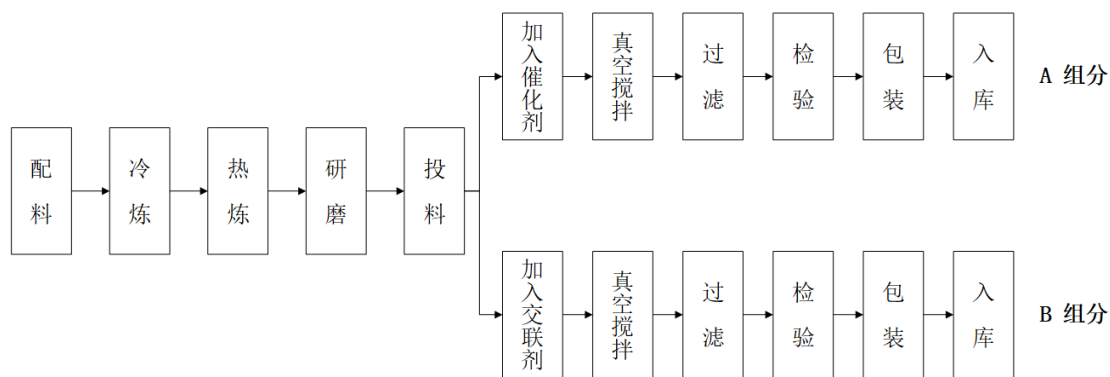 配料
冷炼
热炼
研磨
投料
加入催化剂
真空搅拌
过滤
检验
包装
入库
A 组分
加入交联剂
真空搅拌
过滤
检验
包装
入库
B 组分